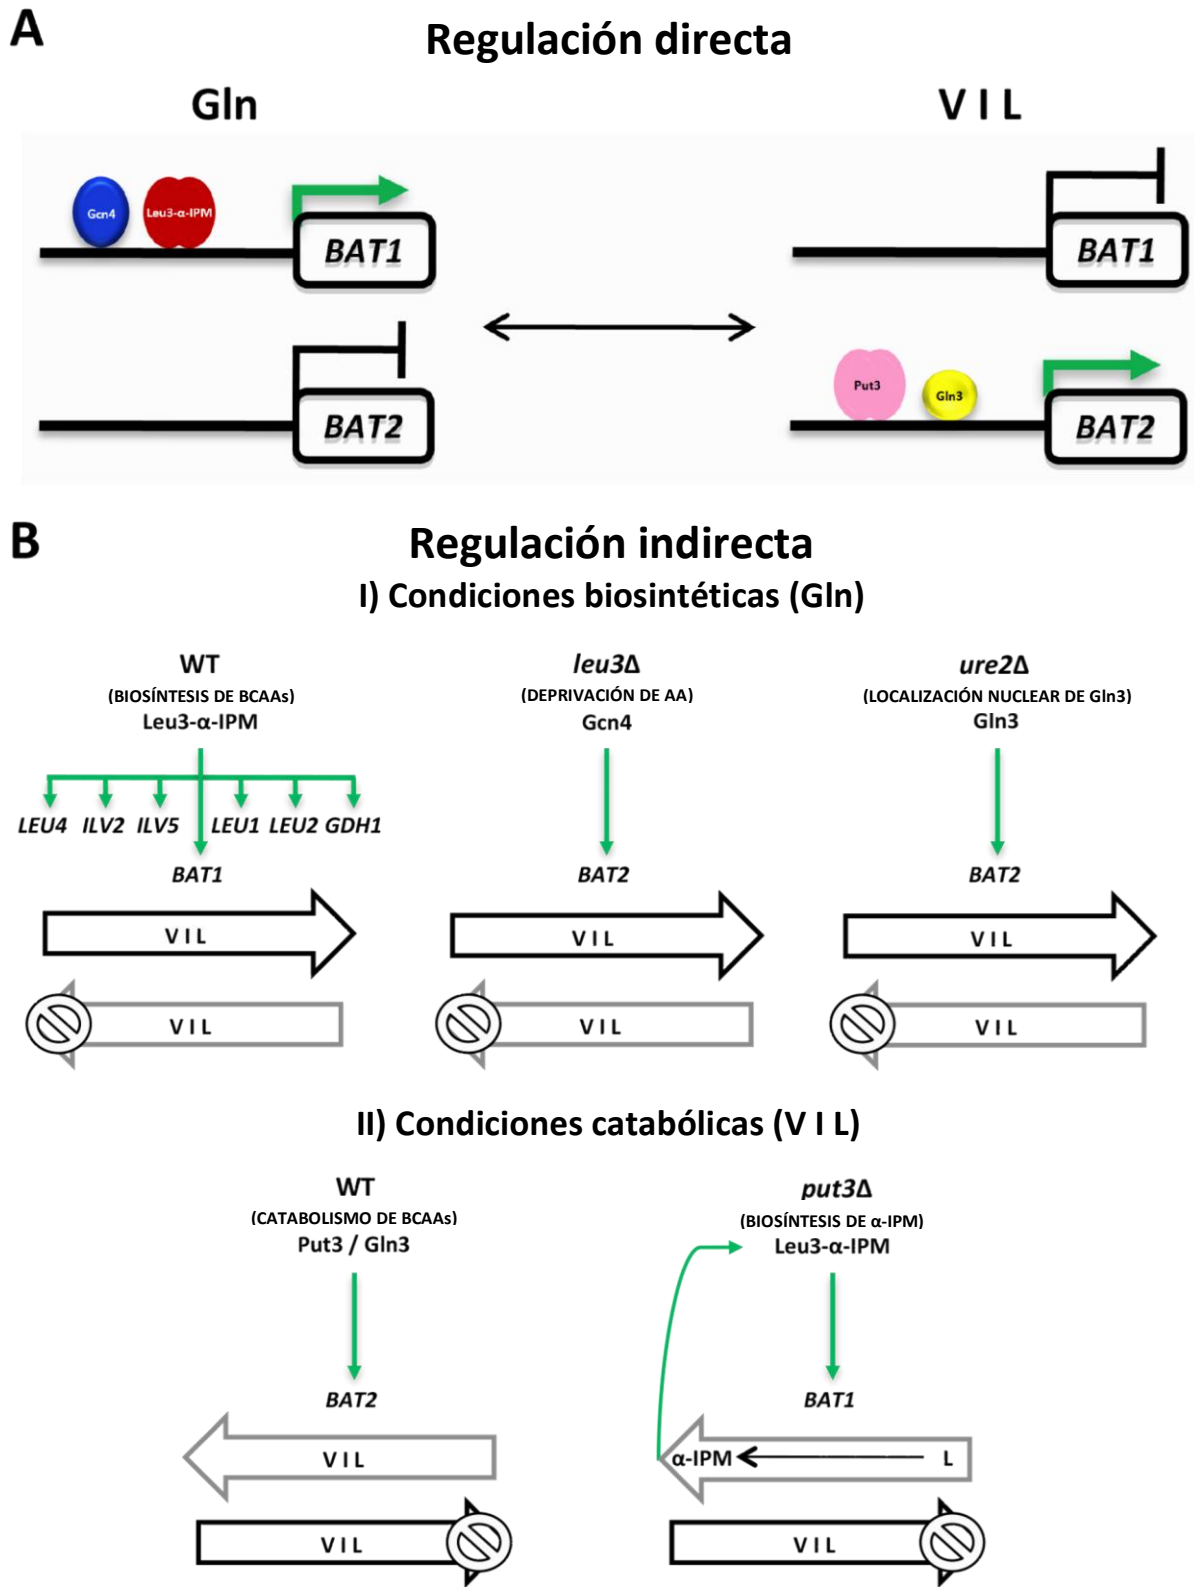 A
Regulación directa
Gln
V I L
Gcn4
Leu3-α-IPM
BAT1
BAT1
BAT2
Put3
Gln3
BAT2
B
Regulación indirecta
I) Condiciones biosintéticas (Gln)
WT
(BIOSÍNTESIS DE BCAAs)
Leu3-α-IPM
LEU4 ILV2 ILV5 LEU1 LEU2 GDH1
BAT1
V I L
V I L
leu3Δ
(DEPRIVACIÓN DE AA)
Gcn4
BAT2
V I L
V I L
ure2Δ
(LOCALIZACIÓN NUCLEAR DE Gln3)
Gln3
BAT2
V I L
V I L
II) Condiciones catabólicas (V I L)
WT
(CATABOLISMO DE BCAAs)
Put3 / Gln3
BAT2
V I L
V I L
put3Δ
(BIOSÍNTESIS DE α-IPM)
Leu3-α-IPM
BAT1
α-IPM L
V I L